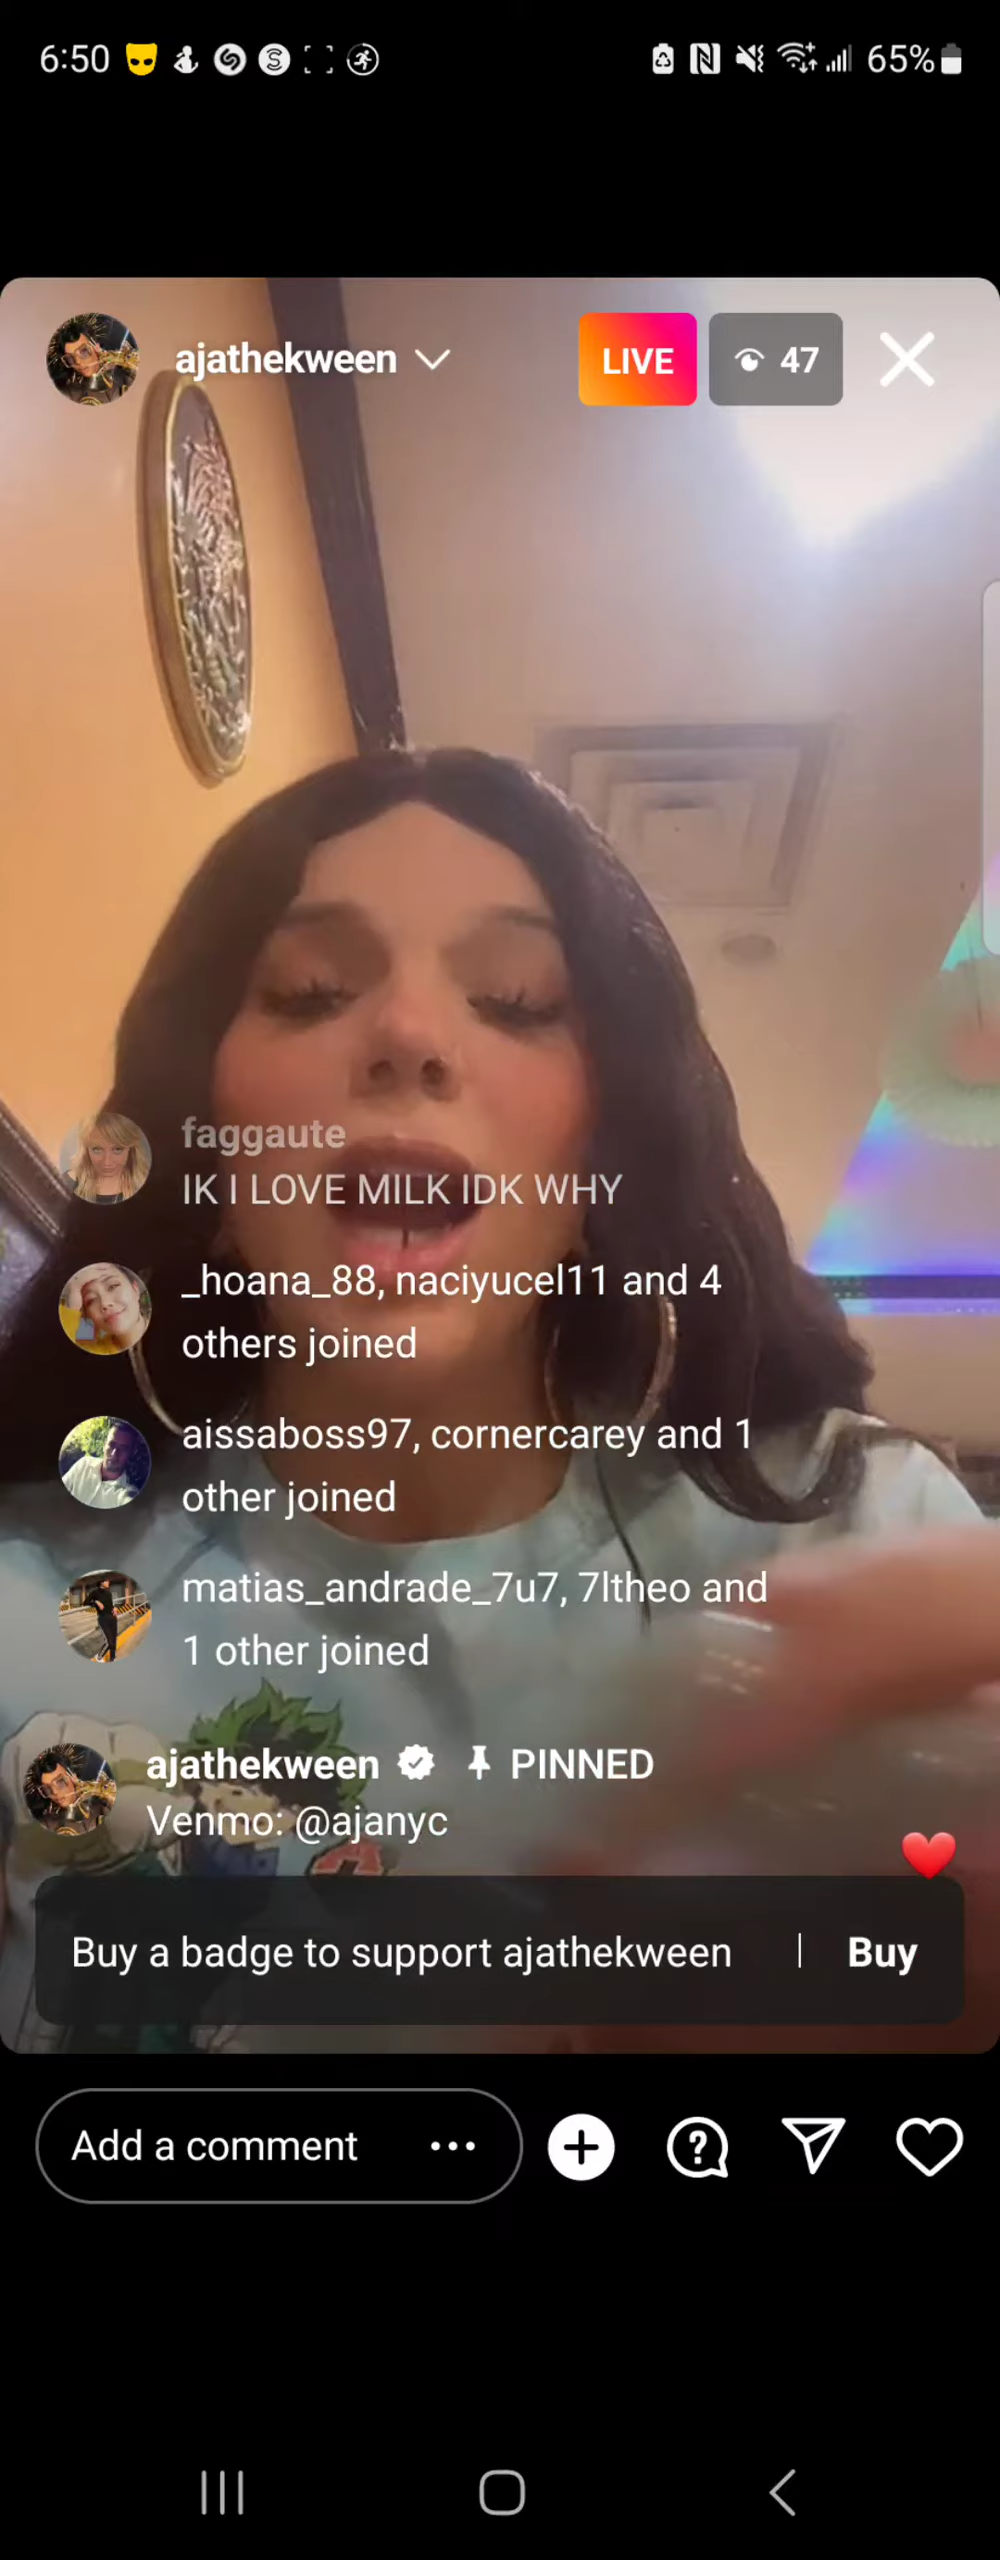 6:50
65%
ajathekween
LIVE
47
faggaute
IK I LOVE MILK IDK WHY
_hoana_88, naciyucel11 and 4
others joined
aissaboss97, cornercarey and 1
other joined
matias_andrade_7u7, 7ltheo and
1 other joined
ajathekween PINNED
Venmo: @ajanyc
Buy a badge to support ajathekween | Buy
Add a comment